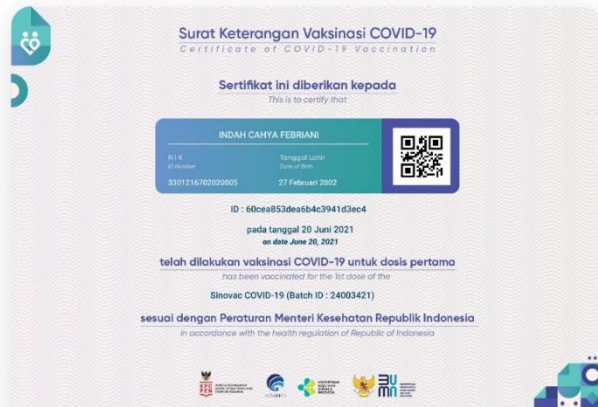 Surat Keterangan Vaksinasi COVID-19
Certificate of COVID-19 Vaccination
Sertifikat ini diberikan kepada
This is to certify that
INDAH CAHYA FEBRIANI
NIK Tanggal Lahir
ID Number Date of Birth
3301216702020005 27 Februari 2002
ID : 60cea853dea6b4c3941d3ec4
pada tanggal 20 Juni 2021
on date June 20, 2021
telah dilakukan vaksinasi COVID-19 untuk dosis pertama
has been vaccinated for the 1st dose of the
Sinovac COVID-19 (Batch ID : 24003421)
sesuai dengan Peraturan Menteri Kesehatan Republik Indonesia
in accordance with the health regulation of Republic of Indonesia